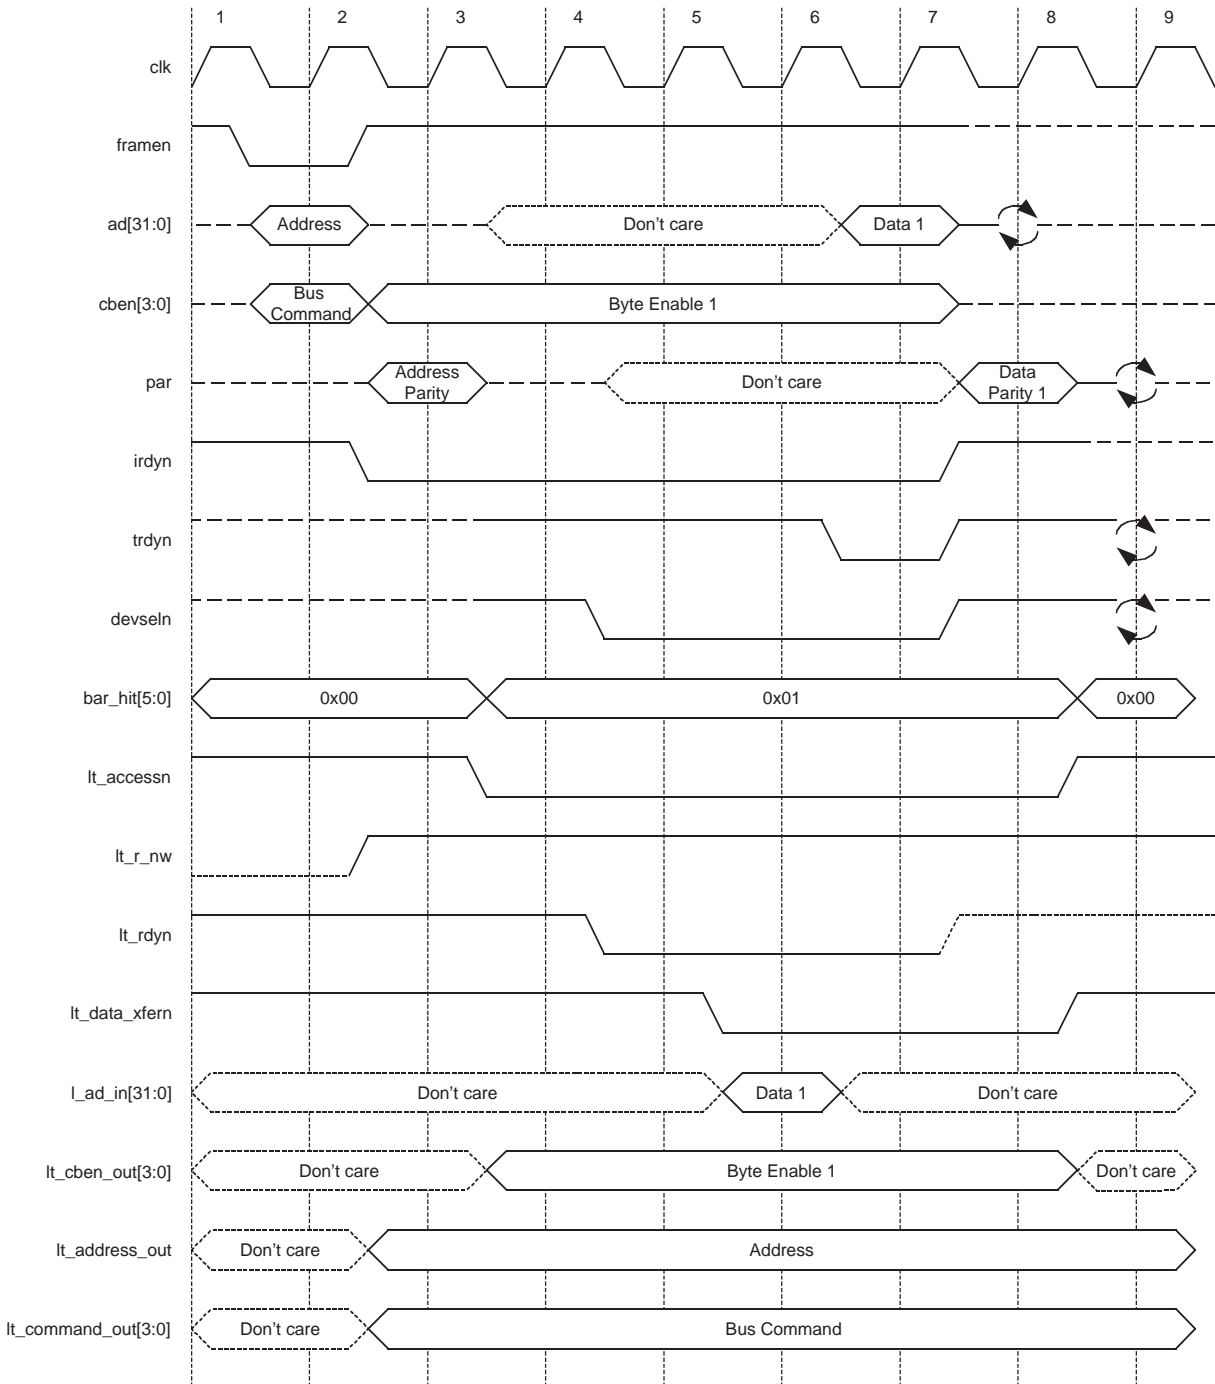 1 2 3 4 5 6 7 8 9
clk
framen
ad[31:0] Address Don't care Data 1
cben[3:0] Bus Command Byte Enable 1
par Address Parity Don't care Data Parity 1
irdyn
trdyn
devseln
bar_hit[5:0] 0x00 0x01 0x00
lt_accessn
lt_r_nw
lt_rdyn
lt_data_xfern
l_ad_in[31:0] Don't care Data 1 Don't care
lt_cben_out[3:0] Don't care Byte Enable 1 Don't care
lt_address_out Don't care Address
lt_command_out[3:0] Don't care Bus Command